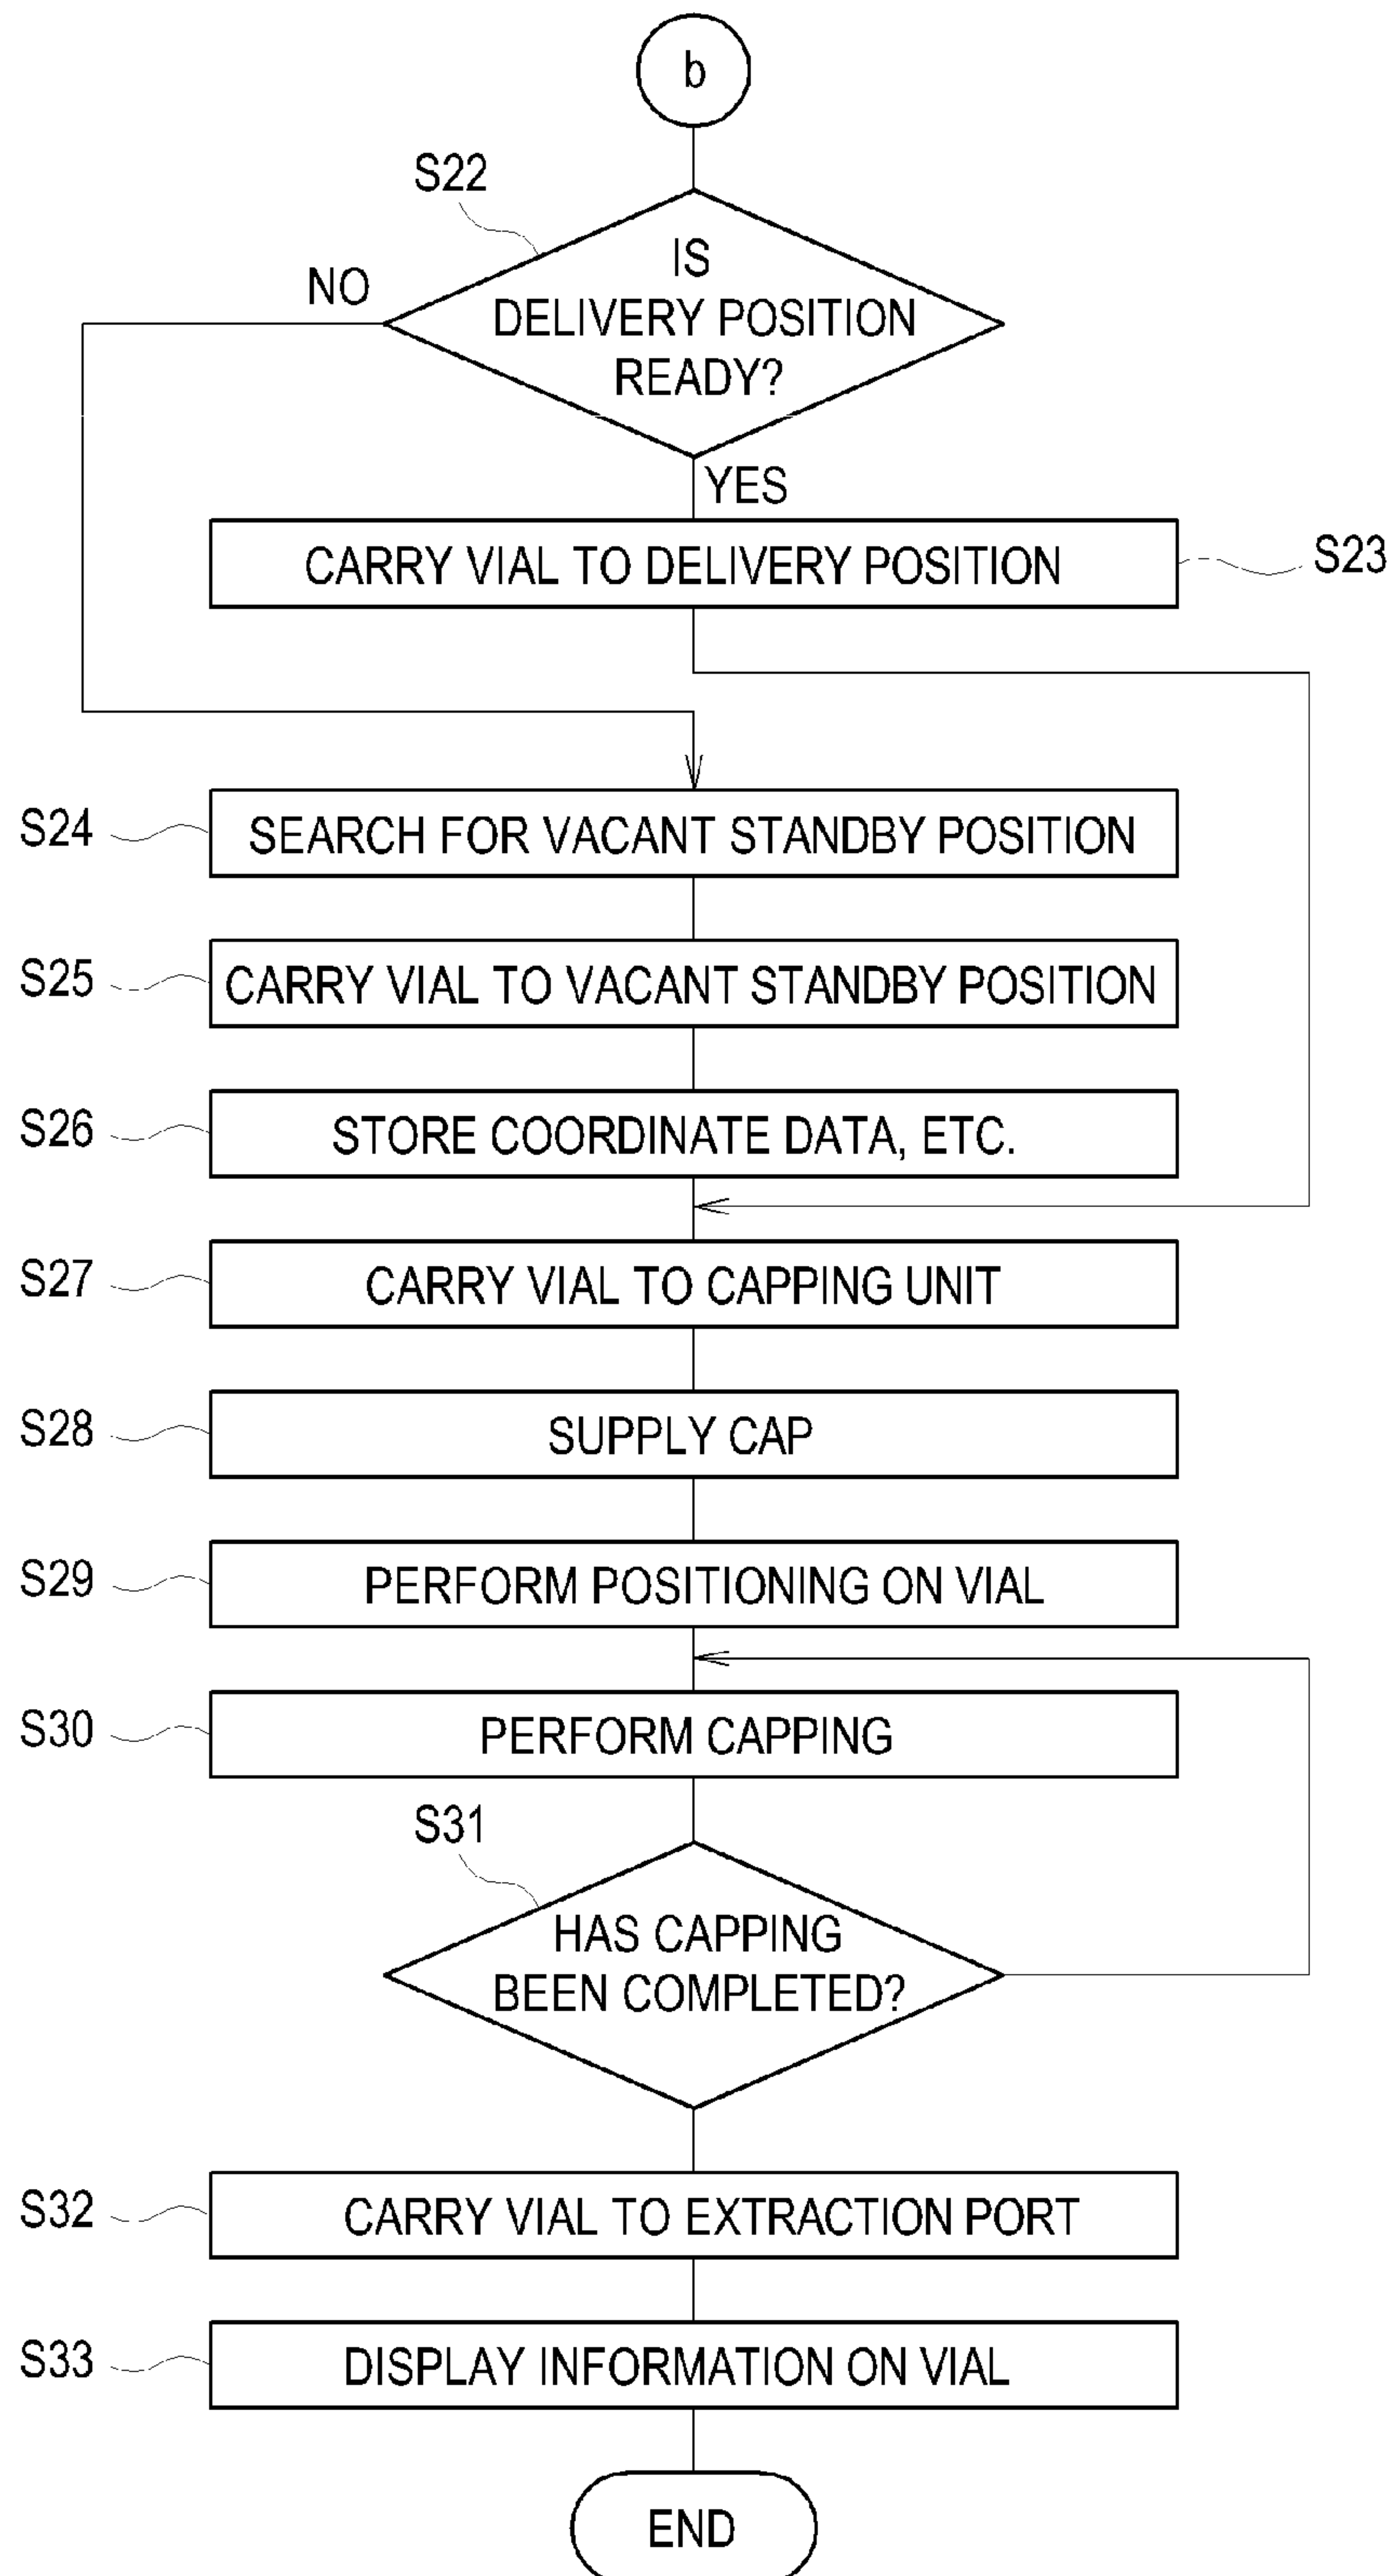 b
S22
IS
DELIVERY POSITION
READY?
NO
YES
CARRY VIAL TO DELIVERY POSITION
S23
S24
SEARCH FOR VACANT STANDBY POSITION
S25
CARRY VIAL TO VACANT STANDBY POSITION
S26
STORE COORDINATE DATA, ETC.
S27
CARRY VIAL TO CAPPING UNIT
S28
SUPPLY CAP
S29
PERFORM POSITIONING ON VIAL
S30
PERFORM CAPPING
S31
HAS CAPPING
BEEN COMPLETED?
S32
CARRY VIAL TO EXTRACTION PORT
S33
DISPLAY INFORMATION ON VIAL
END